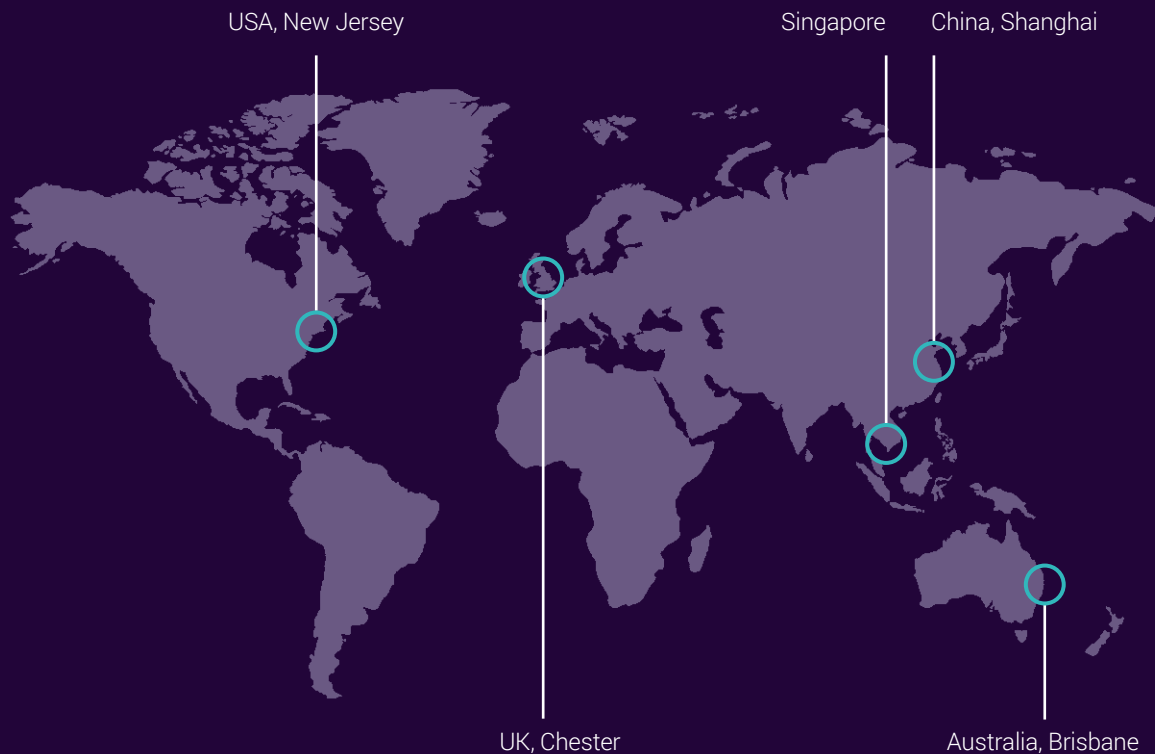 USA, New Jersey
Singapore
China, Shanghai
UK, Chester
Australia, Brisbane